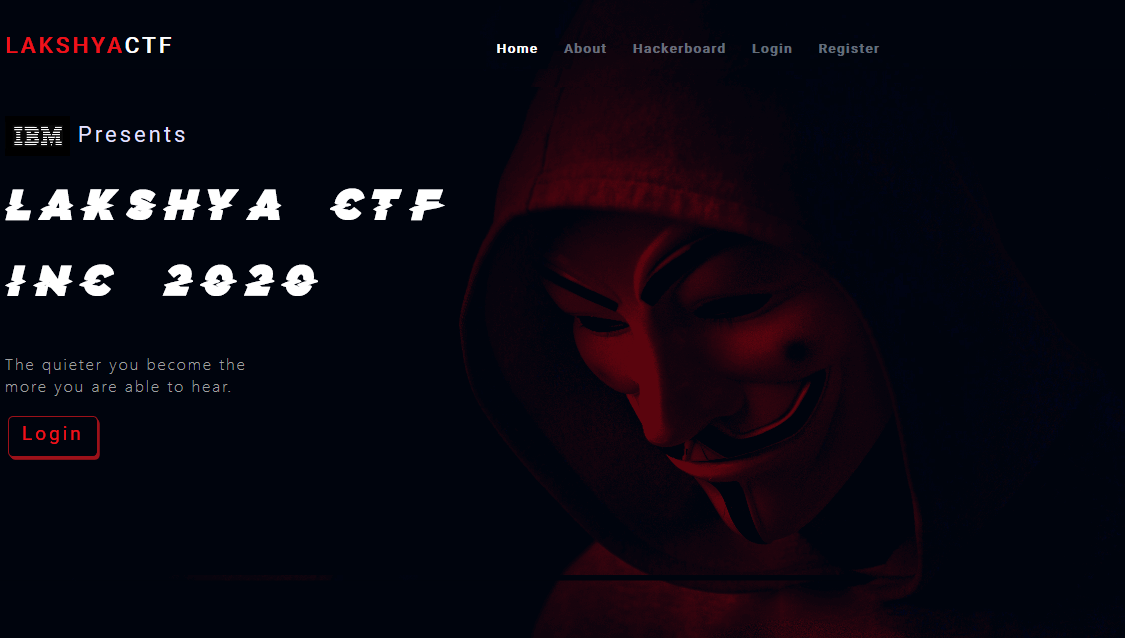 LAKSHYACTF
Home About Hackerboard Login Register
IBM Presents
LAKSHYA CTF
INC 2020
The quieter you become the
more you are able to hear.
Login